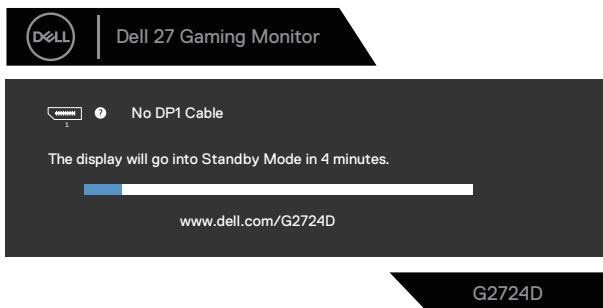 DELL
Dell 27 Gaming Monitor
? No DP1 Cable
1
The display will go into Standby Mode in 4 minutes.
www.dell.com/G2724D
G2724D